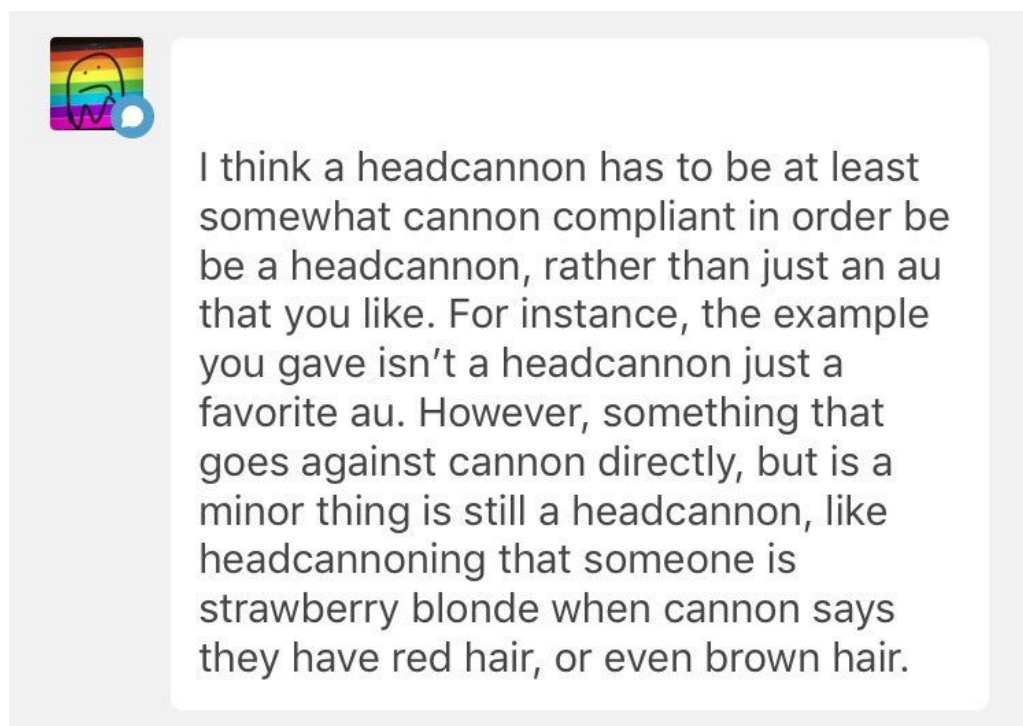 I think a headcannon has to be at least
somewhat cannon compliant in order be
be a headcannon, rather than just an au
that you like. For instance, the example
you gave isn’t a headcannon just a
favorite au. However, something that
goes against cannon directly, but is a
minor thing is still a headcannon, like
headcannoning that someone is
strawberry blonde when cannon says
they have red hair, or even brown hair.